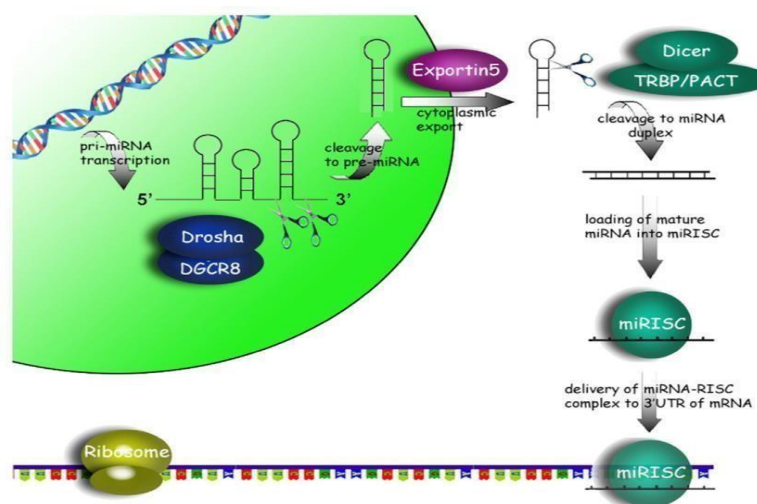 Exportin5
Dicer
TRBP/PACT
cytoplasmic
export
cleavage to miRNA
duplex
pri-miRNA
transcription
cleavage
to pre-miRNA
5'
3'
Drosha
DGCR8
loading of mature
miRNA into miRISC
miRISC
delivery of miRNA-RISC
complex to 3'UTR of mRNA
Ribosome
miRISC